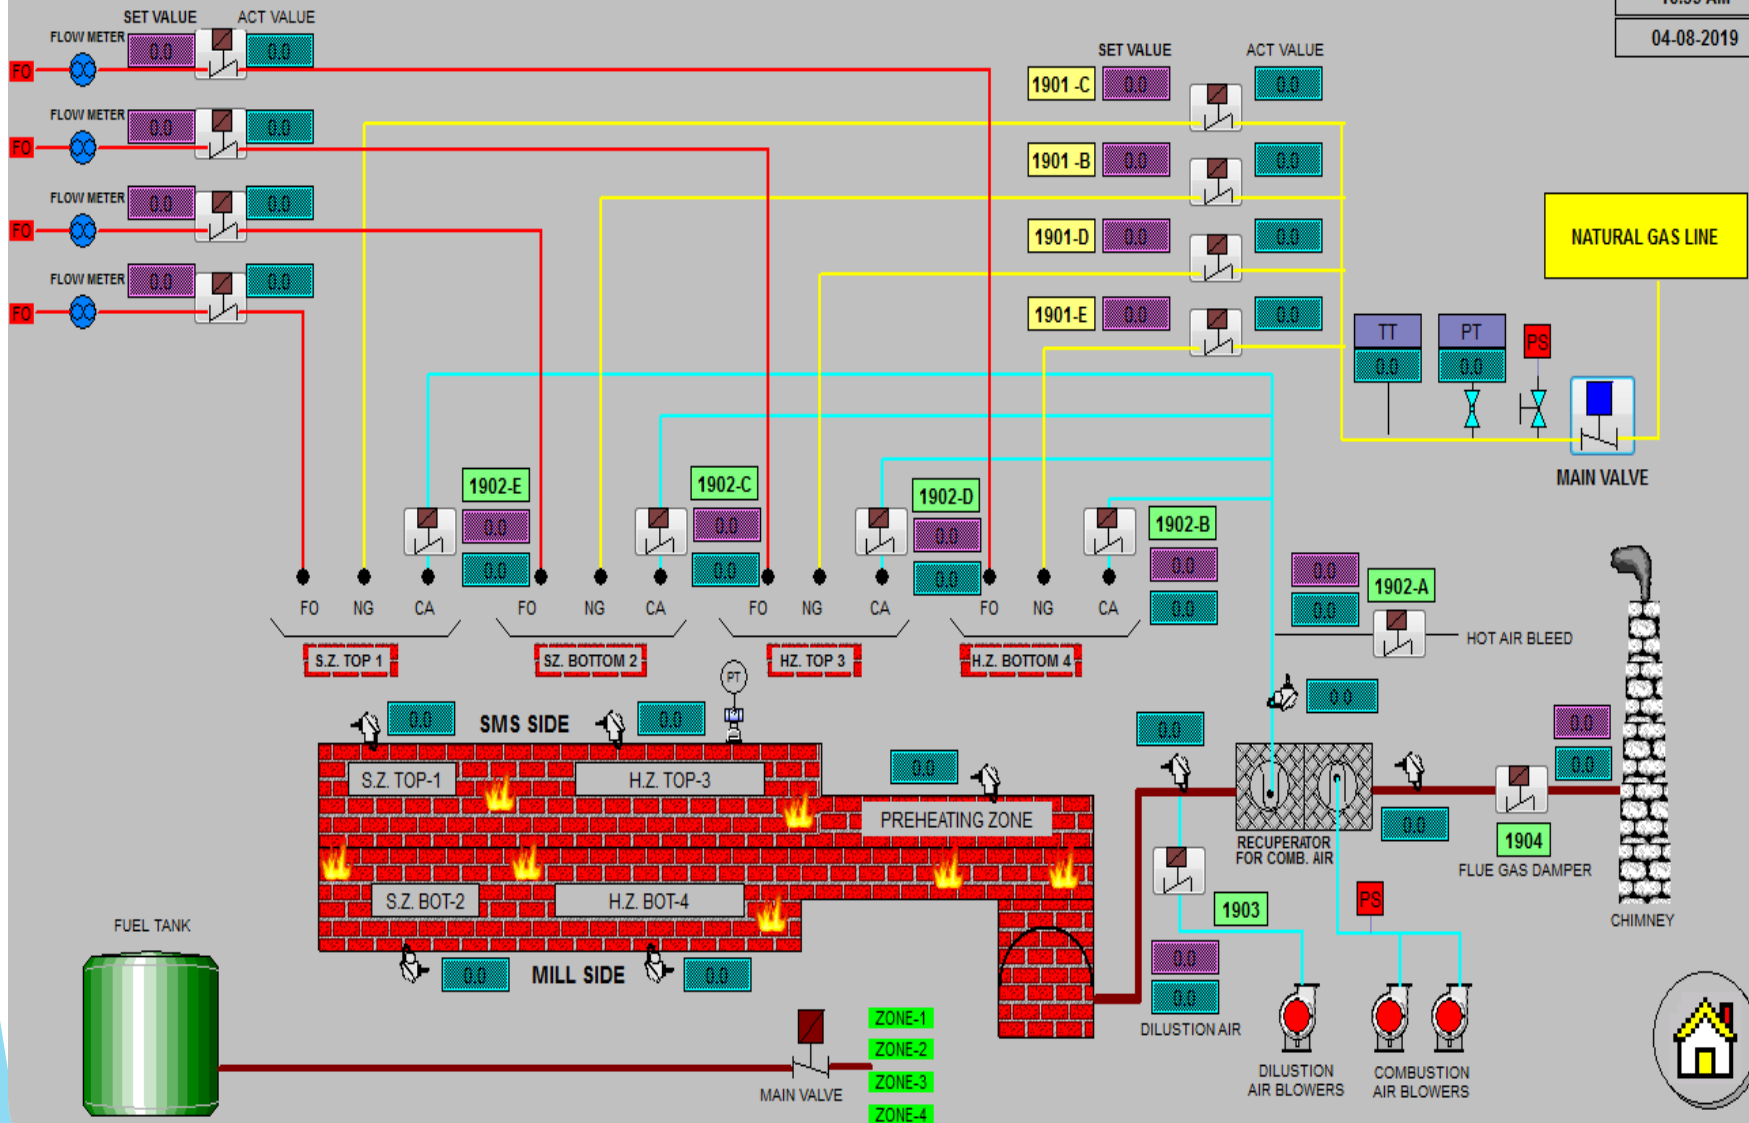 SET VALUE
ACT VALUE
FLOW METER
0.0
0.0
FO
FLOW METER
0.0
0.0
FO
FLOW METER
0.0
0.0
FO
FLOW METER
0.0
0.0
FO
04-08-2019
SET VALUE
ACT VALUE
1901 -C
0.0
0.0
1901 -B
0.0
0.0
1901-D
0.0
0.0
1901-E
0.0
0.0
NATURAL GAS LINE
TT
0.0
PT
0.0
PS
MAIN VALVE
1902-E
0.0
0.0
1902-C
0.0
0.0
1902-D
0.0
0.0
1902-B
0.0
0.0
0.0
0.0
1902-A
HOT AIR BLEED
FO
NG
CA
FO
NG
CA
FO
NG
CA
FO
NG
CA
S.Z. TOP 1
SZ. BOTTOM 2
HZ. TOP 3
H.Z. BOTTOM 4
PT
0.0
SMS SIDE
0.0
0.0
0.0
0.0
0.0
0.0
S.Z. TOP-1
H.Z. TOP-3
0.0
PREHEATING ZONE
RECUPERATOR
FOR COMB. AIR
0.0
1904
FLUE GAS DAMPER
S.Z. BOT-2
H.Z. BOT-4
1903
PS
CHIMNEY
FUEL TANK
0.0
MILL SIDE
0.0
0.0
0.0
DILUSTION AIR
ZONE-1
ZONE-2
ZONE-3
ZONE-4
MAIN VALVE
DILUSTION
AIR BLOWERS
COMBUSTION
AIR BLOWERS